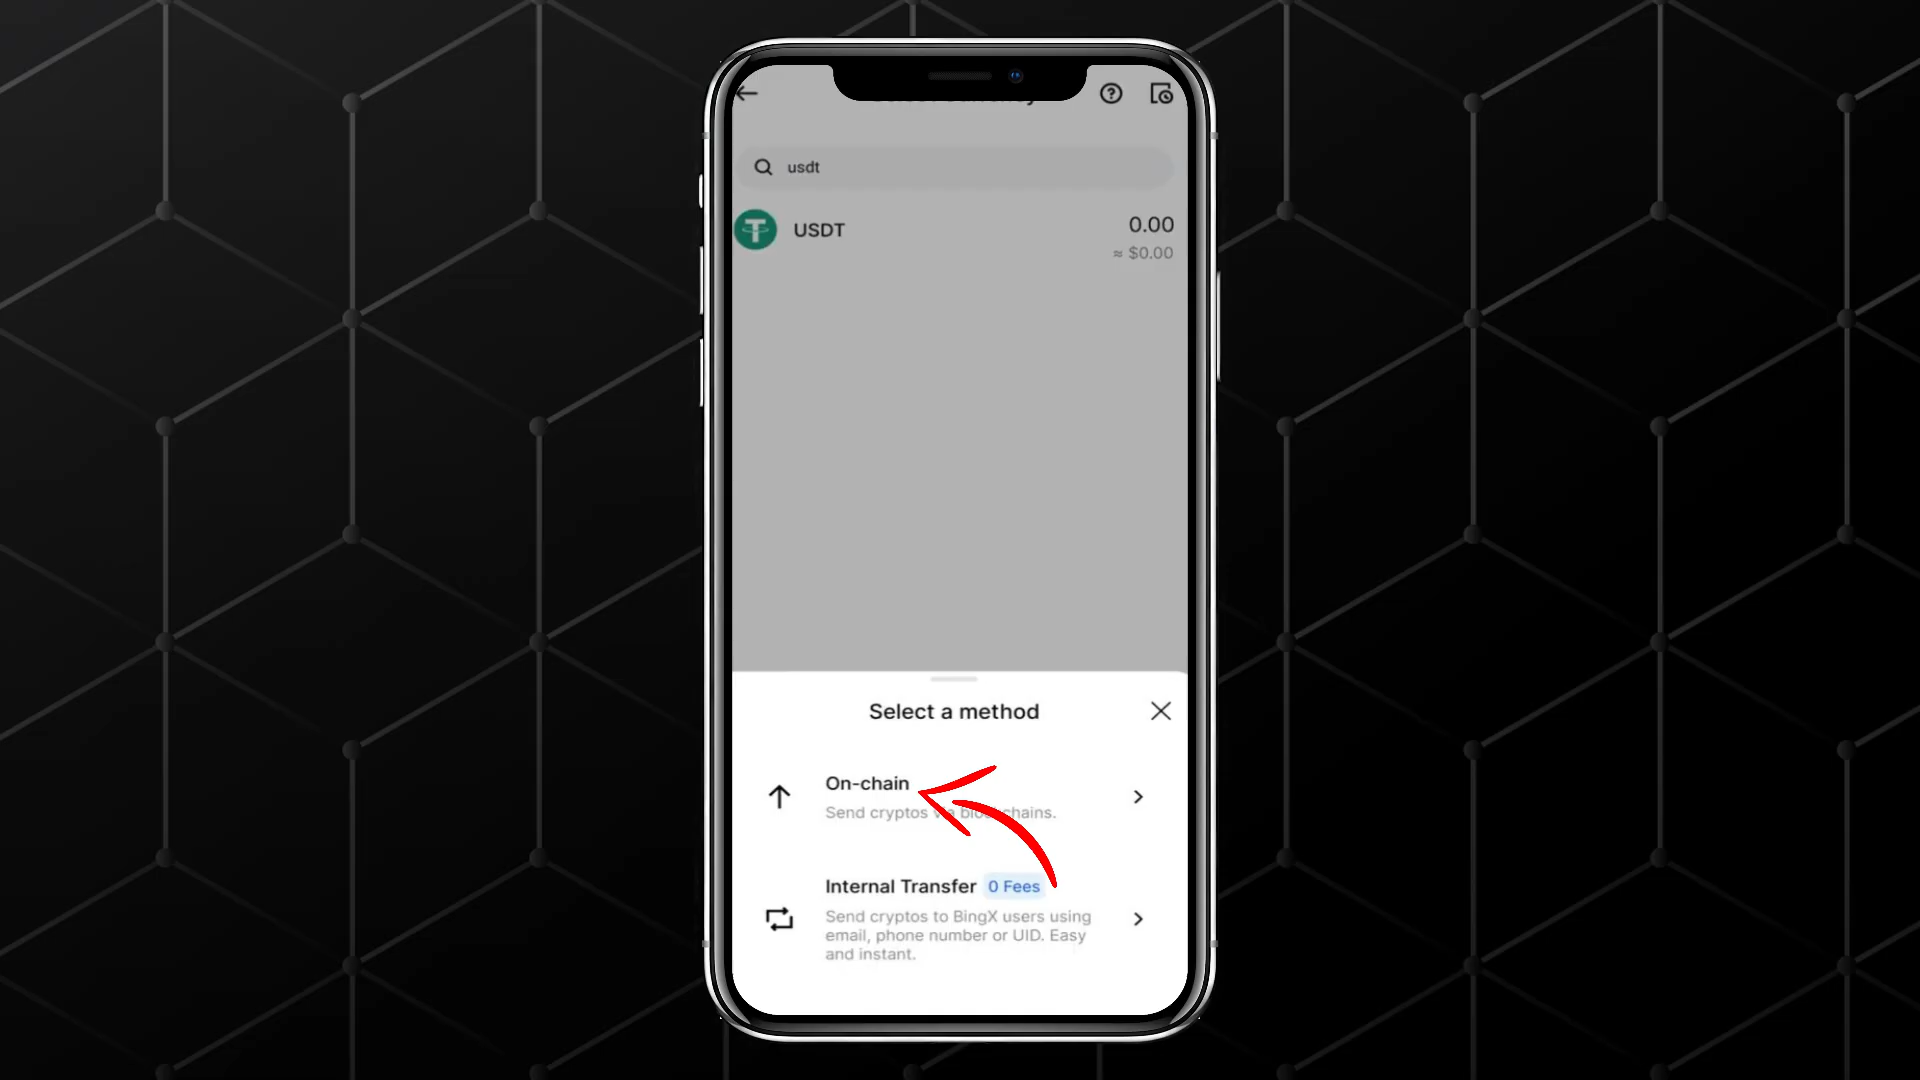 usdt
USDT
0.00
≈ $0.00
Select a method
On-chain
Send cryptos via blockchains.
Internal Transfer 0 Fees
Send cryptos to BingX users using
email, phone number or UID. Easy
and instant.